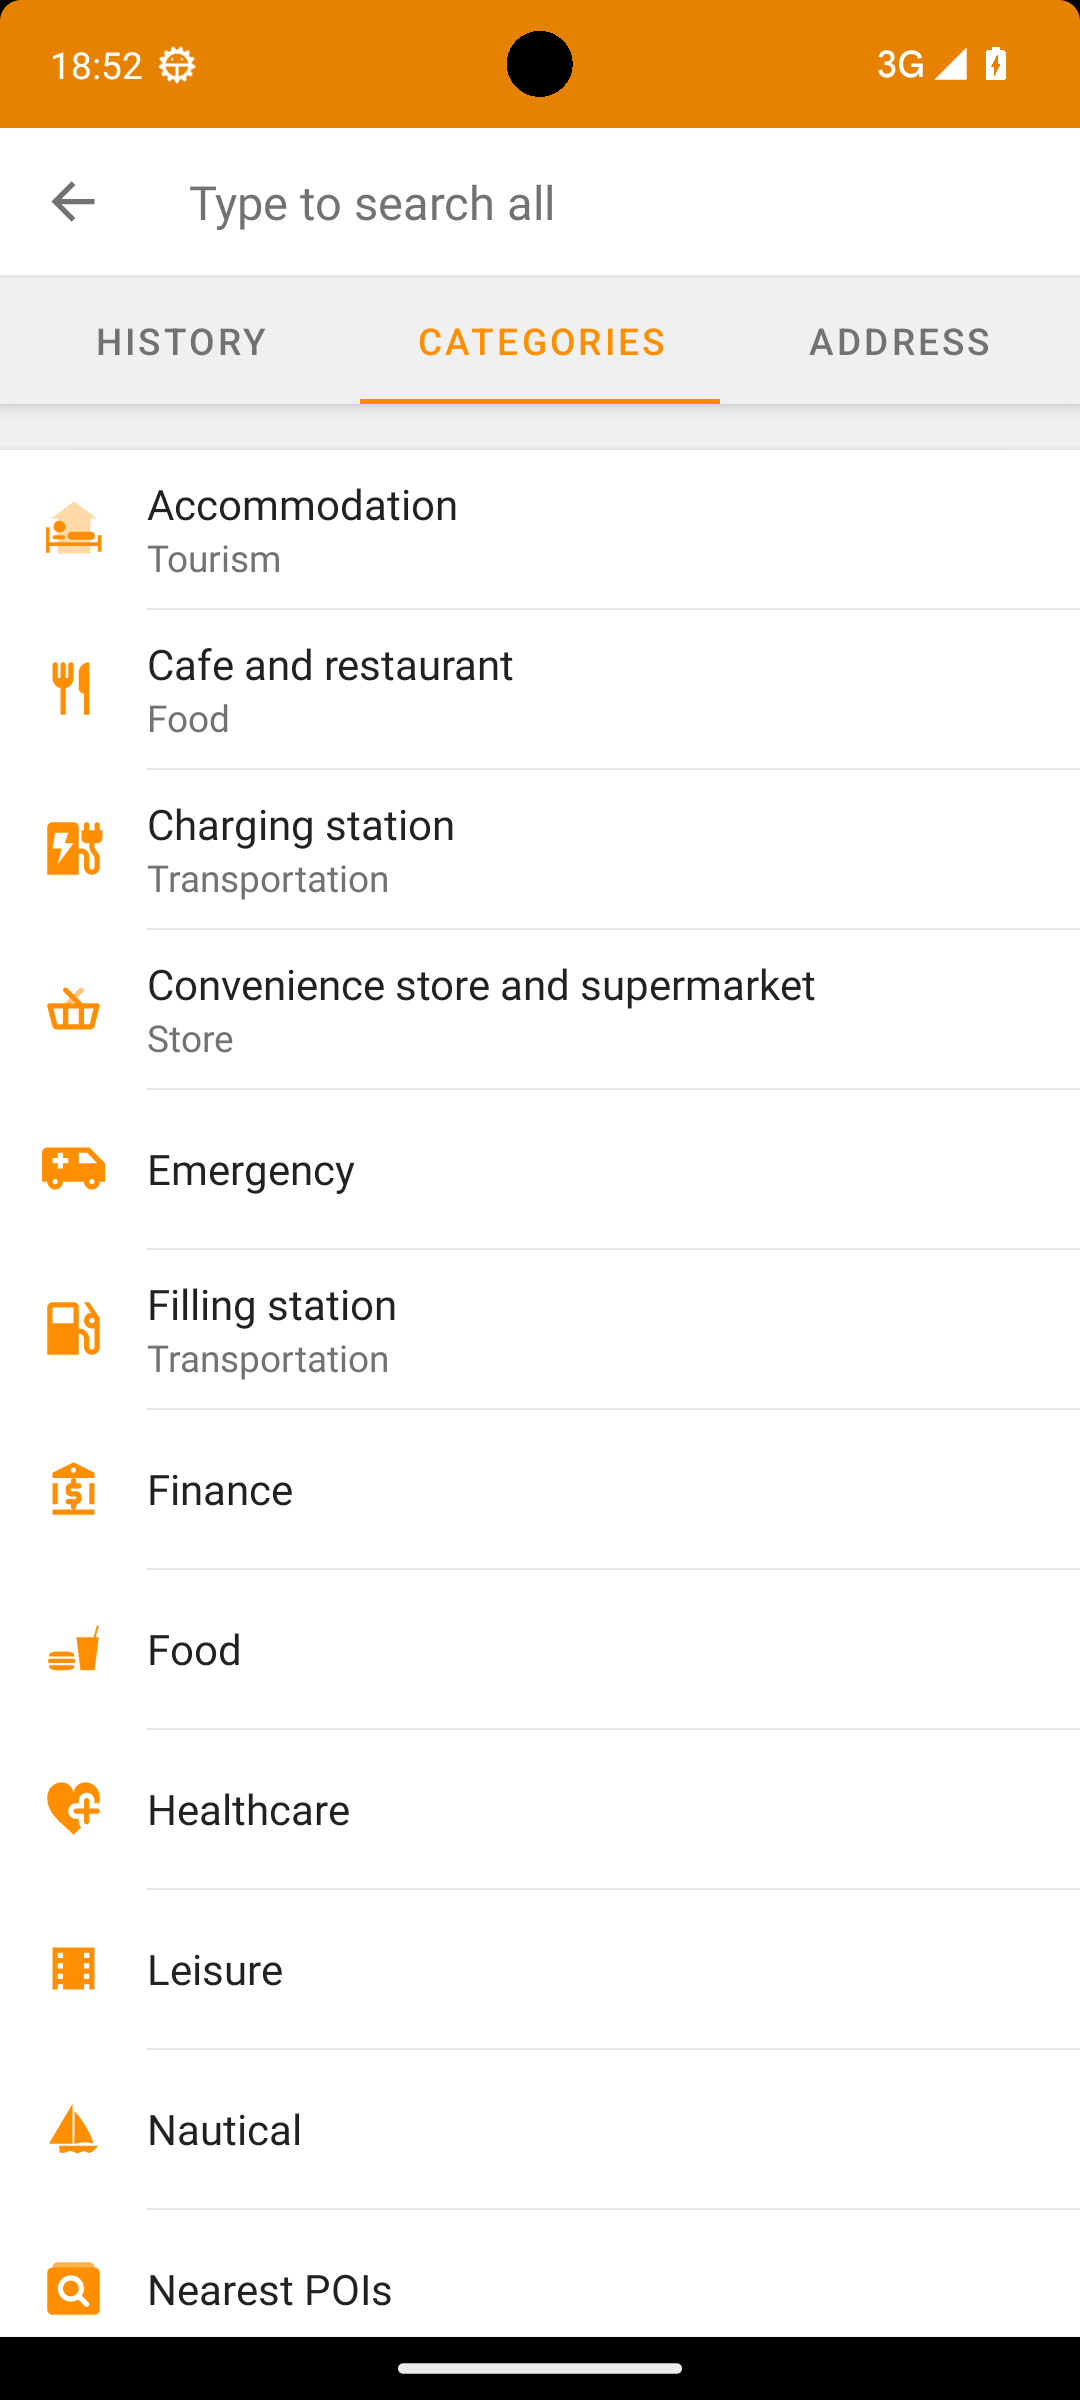 18:52
3G
Type to search all
HISTORY
CATEGORIES
ADDRESS
Accommodation
Tourism
Cafe and restaurant
Food
Charging station
Transportation
Convenience store and supermarket
Store
Emergency
Filling station
Transportation
Finance
Food
Healthcare
Leisure
Nautical
Nearest POIs